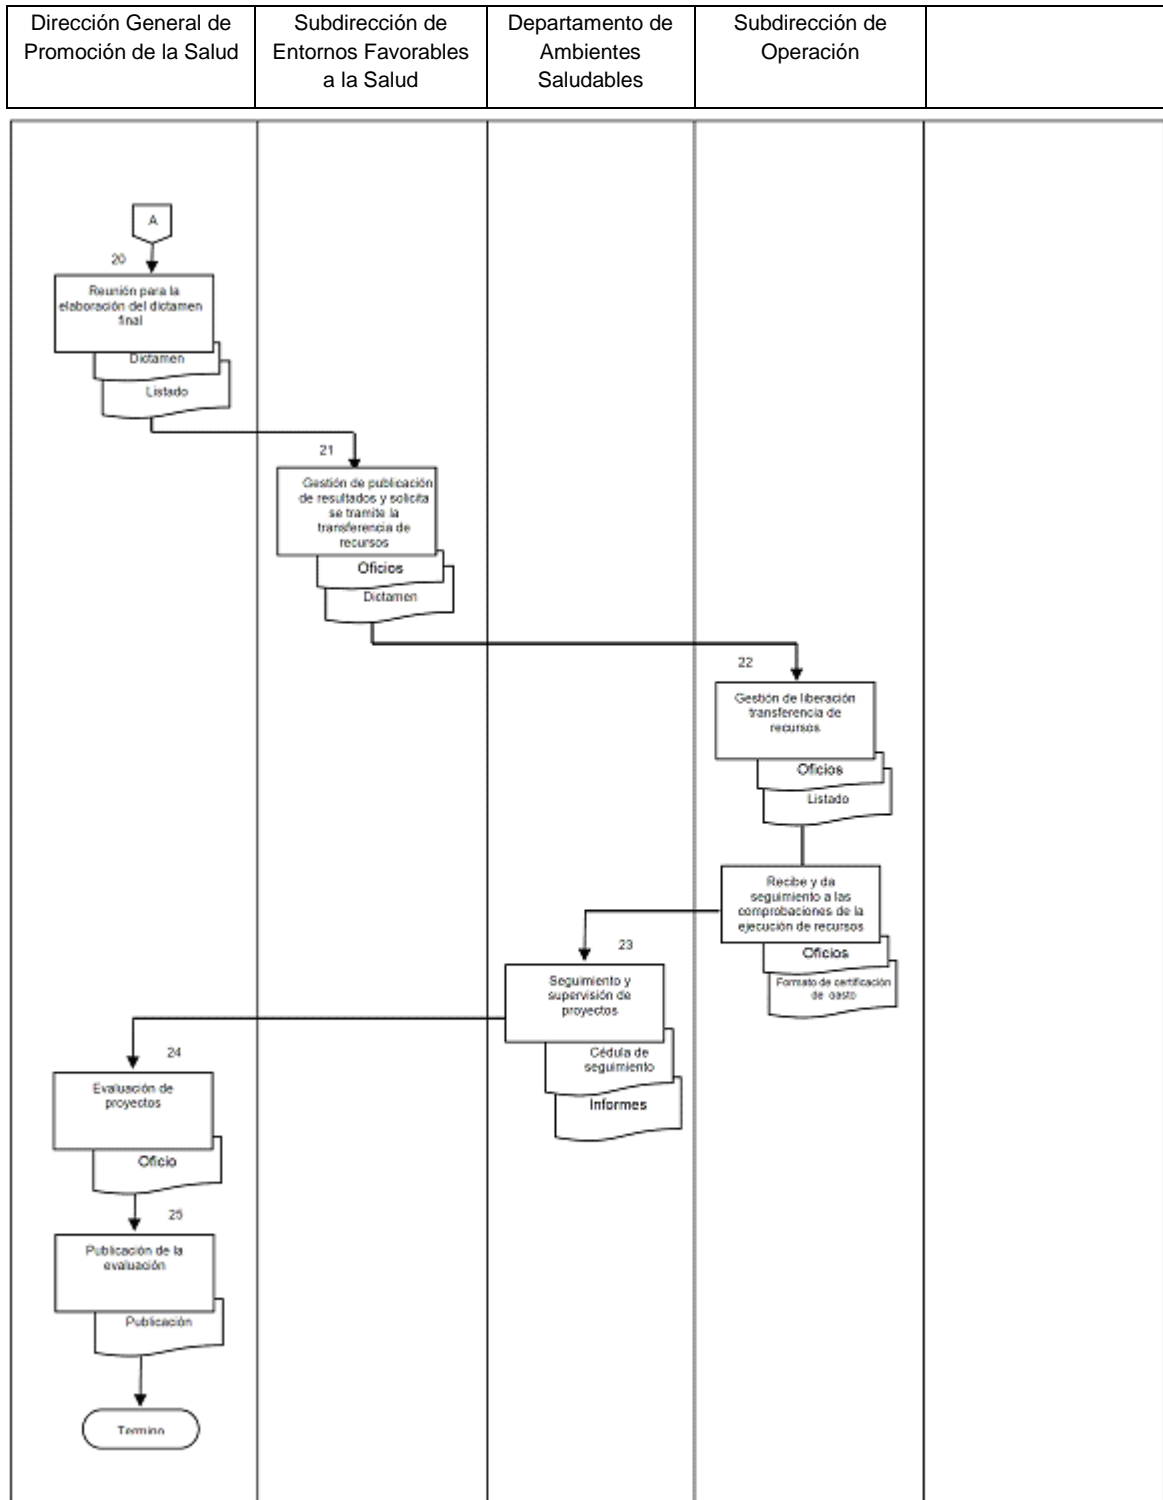 Dirección General de
Promoción de la Salud
Subdirección de
Entornos Favorables
a la Salud
Departamento de
Ambientes
Saludables
Subdirección de
Operación
A
20
Reunión para la
elaboración del dictamen
final
Dictamen
Listado
21
Gestión de publicación
de resultados y solicita
se tramite la
transferencia de
recursos
Oficios
Dictamen
22
Gestión de liberación
transferencia de
recursos
Oficios
Listado
Recibe y da
seguimiento a las
comprobaciones de la
ejecución de recursos
Oficios
Formato de certificación
de gasto
23
Seguimiento y
supervisión de
proyectos
Cédula de
seguimiento
Informes
24
Evaluación de
proyectos
Oficio
25
Publicación de la
evaluación
Publicación
Termino